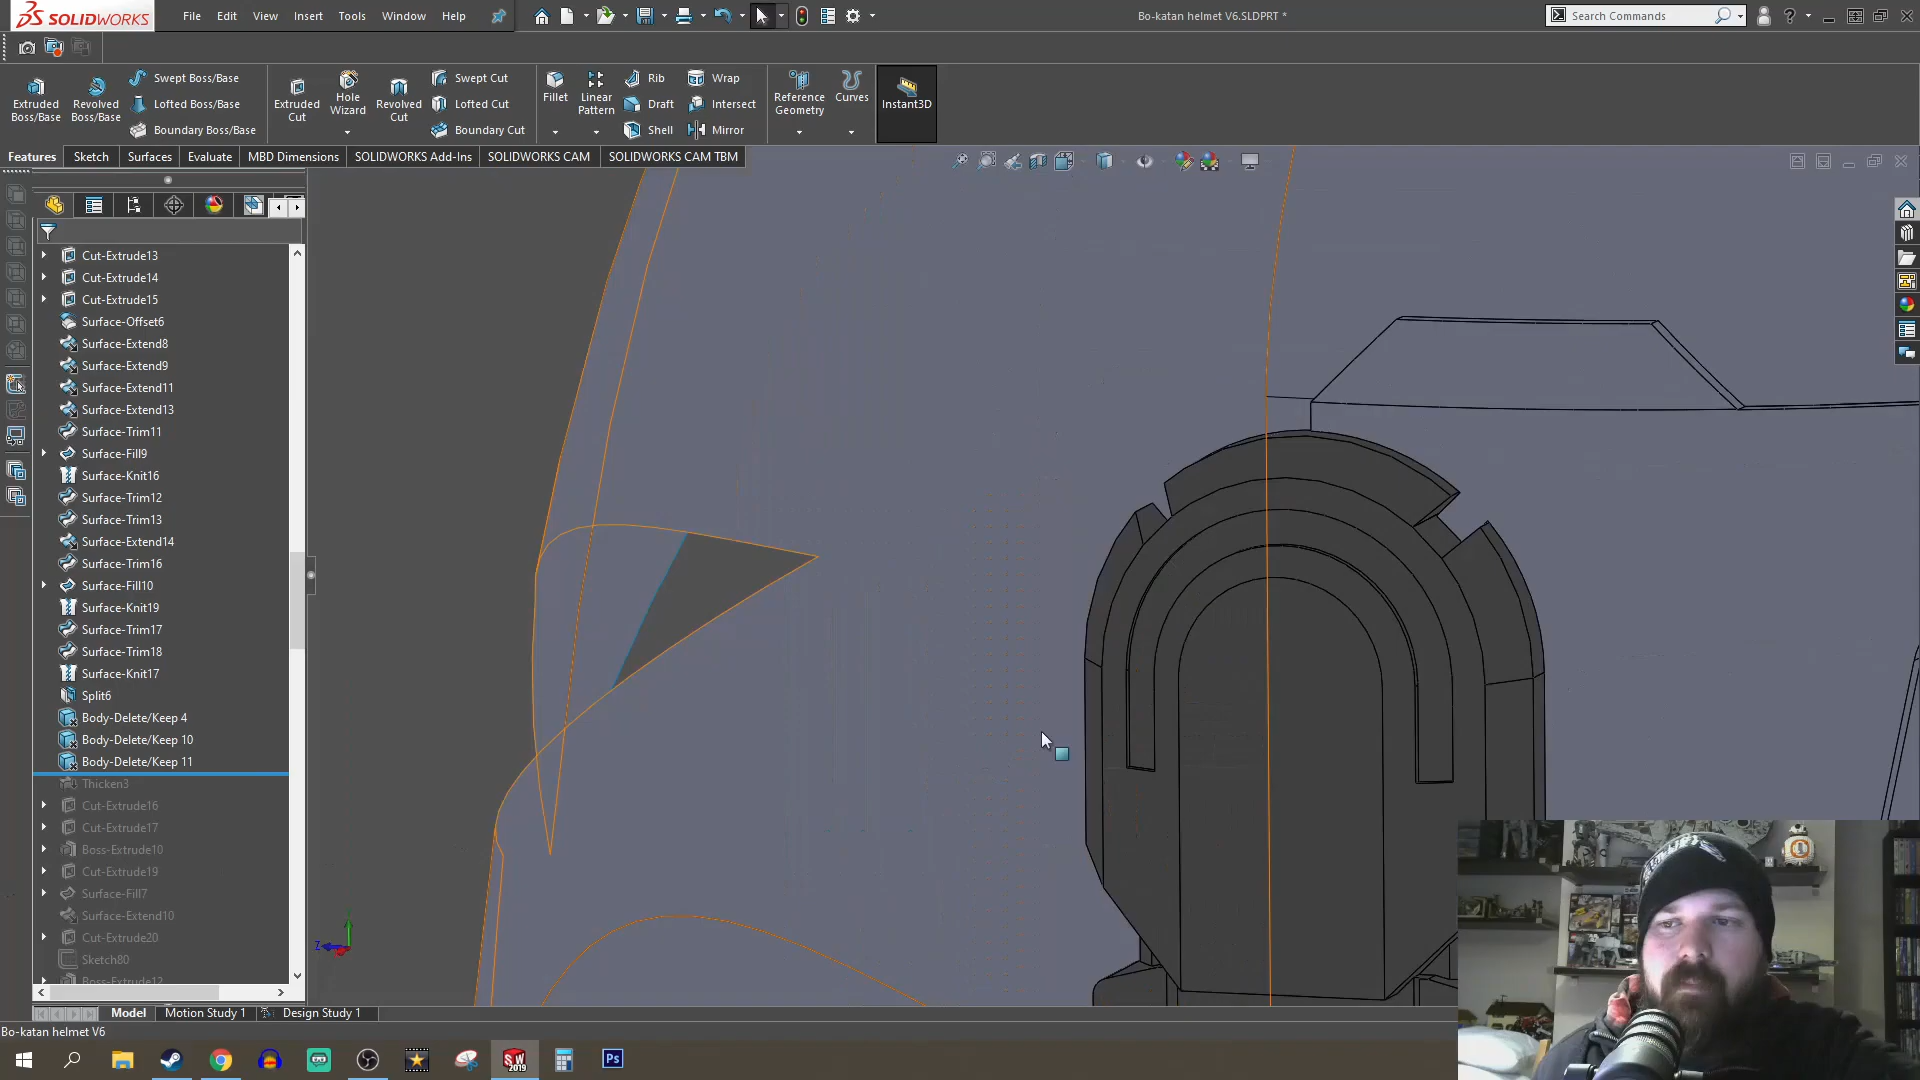 SOLIDWORKS
File Edit View Insert Tools Window Help
Bo-katan helmet V6.SLDPRT *
Search Commands
Extruded Boss/Base
Revolved Boss/Base
Swept Boss/Base
Lofted Boss/Base
Boundary Boss/Base
Extruded Cut
Hole Wizard
Revolved Cut
Swept Cut
Lofted Cut
Boundary Cut
Fillet
Linear Pattern
Rib
Draft
Shell
Wrap
Intersect
Mirror
Reference Geometry
Curves
Instant3D
Features Sketch Surfaces Evaluate MBD Dimensions SOLIDWORKS Add-Ins SOLIDWORKS CAM SOLIDWORKS CAM TBM
Cut-Extrude13
Cut-Extrude14
Cut-Extrude15
Surface-Offset6
Surface-Extend8
Surface-Extend9
Surface-Extend11
Surface-Extend13
Surface-Trim11
Surface-Fill9
Surface-Knit16
Surface-Trim12
Surface-Trim13
Surface-Extend14
Surface-Trim16
Surface-Fill10
Surface-Knit19
Surface-Trim17
Surface-Trim18
Surface-Knit17
Split6
Body-Delete/Keep 4
Body-Delete/Keep 10
Body-Delete/Keep 11
Thicken3
Cut-Extrude16
Cut-Extrude17
Boss-Extrude10
Cut-Extrude19
Surface-Fill7
Surface-Extend10
Cut-Extrude20
Sketch80
Boss-Extrude12
Z
Model Motion Study 1 Design Study 1
Bo-katan helmet V6
SW 2019
Ps